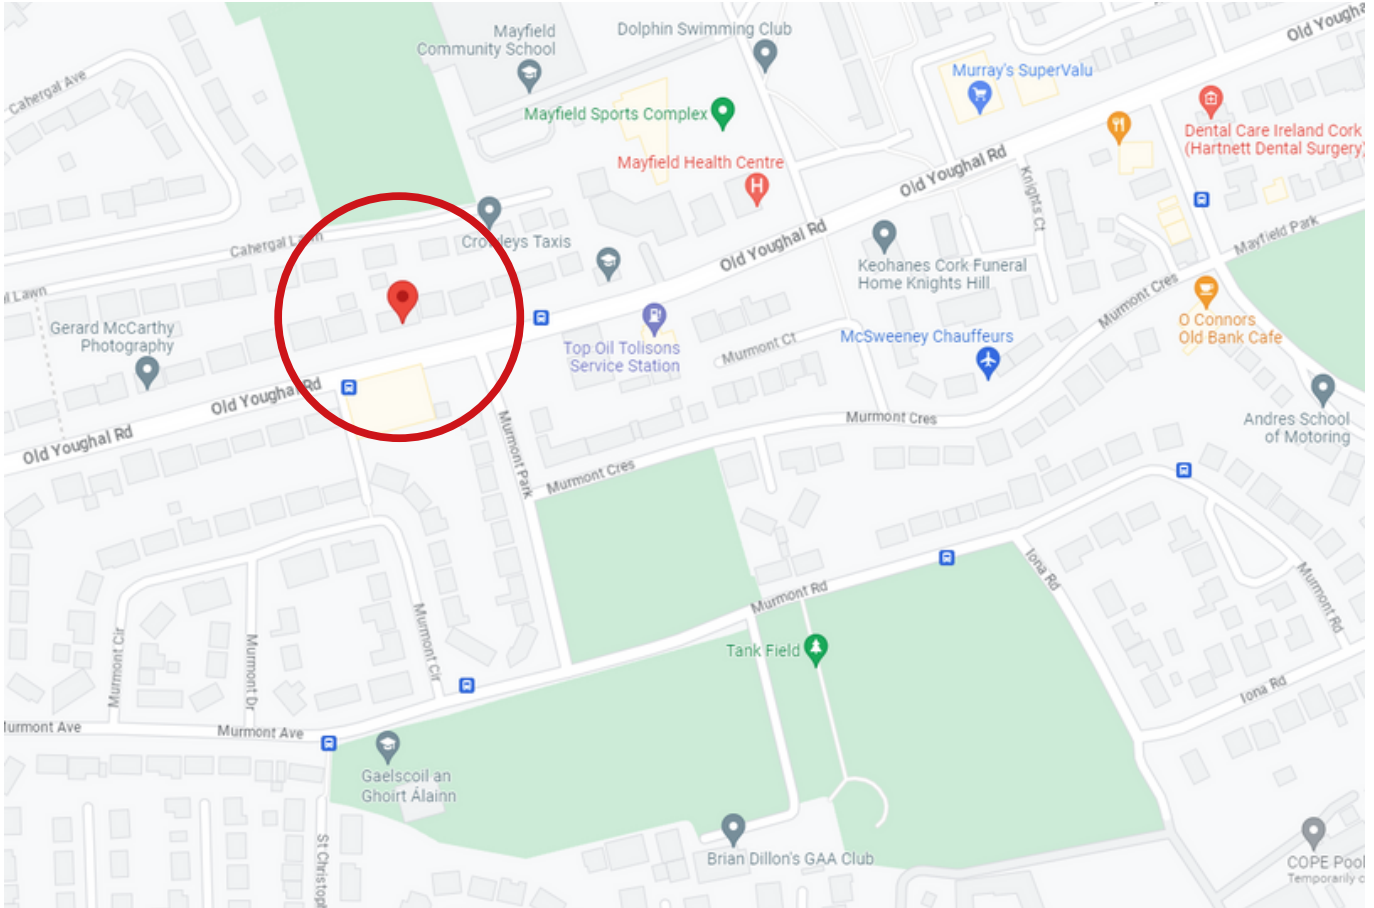 Old Yougha
Mayfield
Community School
Dolphin Swimming Club
Murray's SuperValu
Cahergal Ave
Mayfield Sports Complex
Dental Care Ireland Cork
(Hartnett Dental Surgery)
Mayfield Health Centre
H
Old Youghal Rd
Knights Ct
Cahergal Lawn
Crowleys Taxis
Old Youghal Rd
Mayfield Park
Keohanes Cork Funeral
Home Knights Hill
l Lawn
Murmont Cres
Gerard McCarthy
Photography
Top Oil Tolisons
Service Station
Murmont Ct
McSweeney Chauffeurs
O Connors
Old Bank Cafe
Old Youghal Rd
Old Youghal Rd
Murmont Park
Murmont Cres
Andres School
of Motoring
Murmont Cres
Iona Rd
Murmont Rd
Murmont Rd
Murmont Cir
Murmont Dr
Murmont Cir
Tank Field
Iona Rd
urmont Ave
Murmont Ave
Gaelscoil an
Ghoirt Álainn
St Christop
Brian Dillon's GAA Club
COPE Pool
Temporarily c